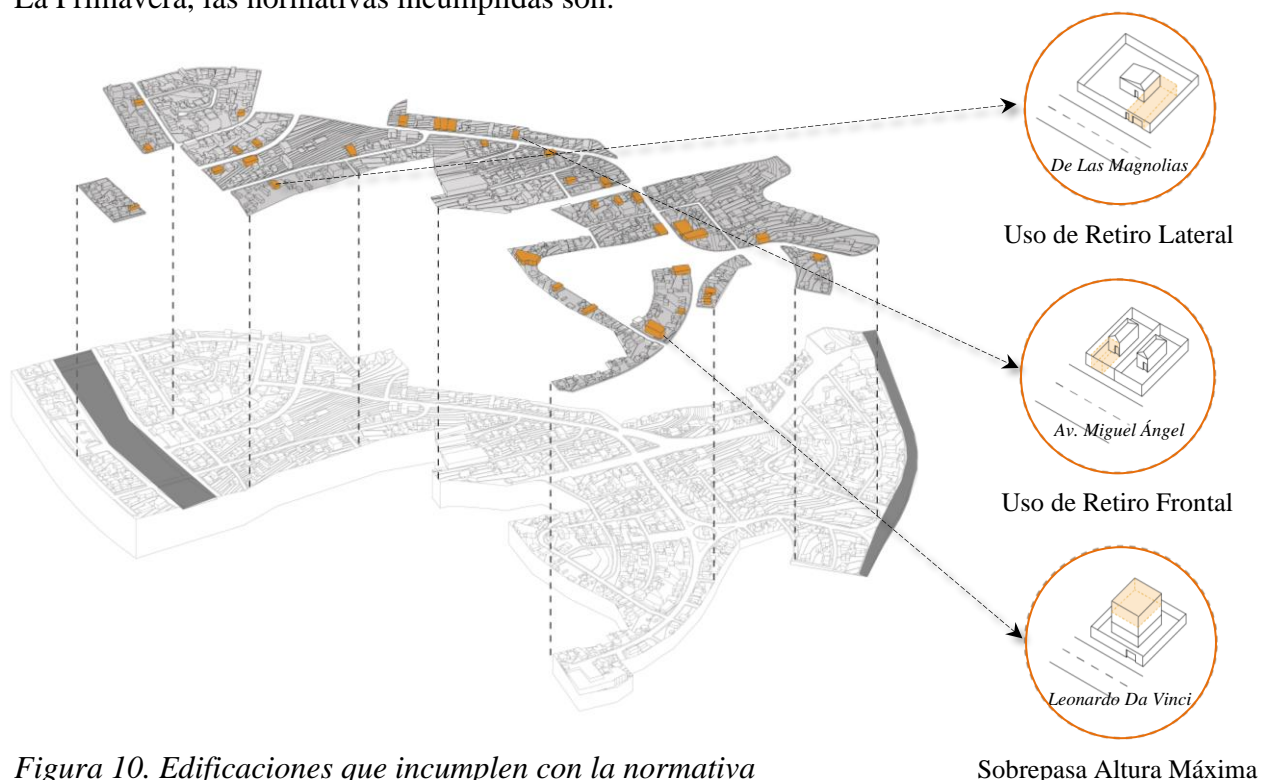 La Primavera, las normativas incumplidas son:
De Las Magnolias
Uso de Retiro Lateral
Av. Miguel Ángel
Uso de Retiro Frontal
Leonardo Da Vinci
Sobrepasa Altura Máxima
Figura 10. Edificaciones que incumplen con la normativa